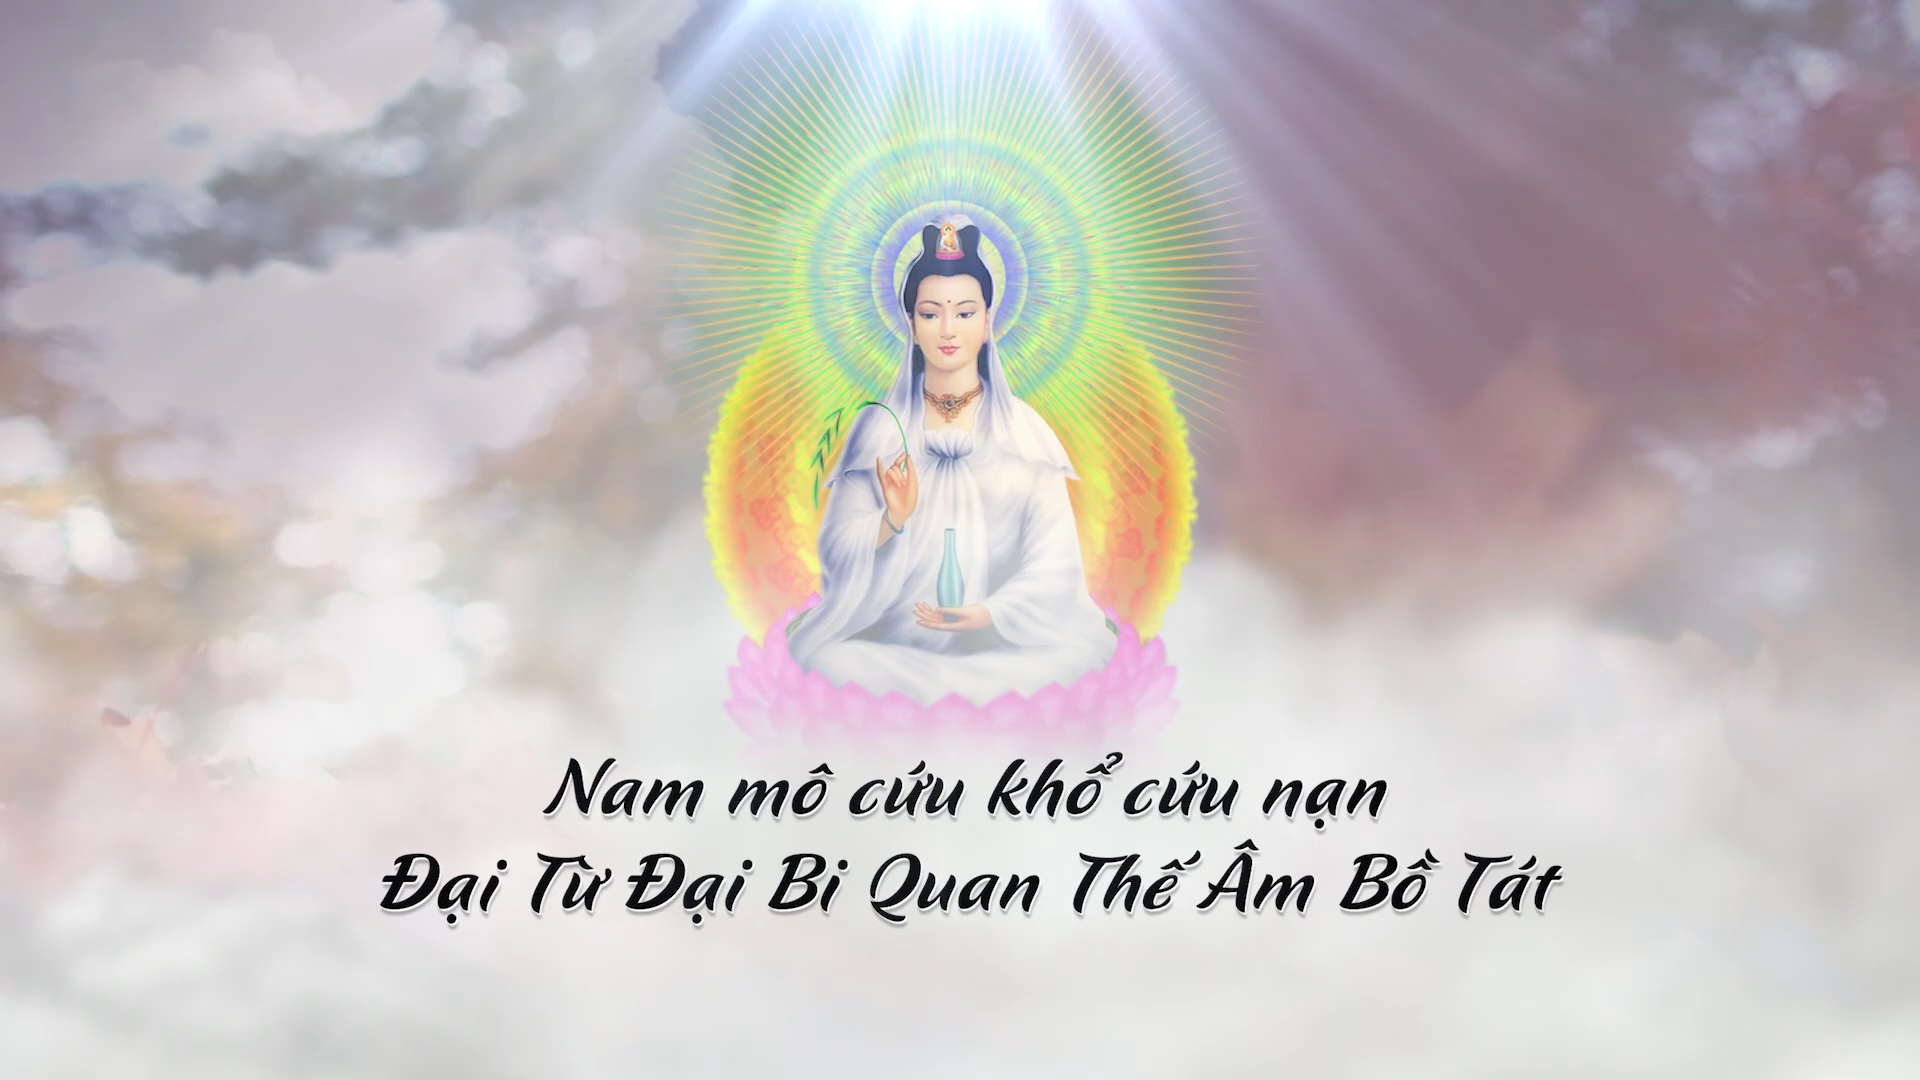 Nam mô cứu khổ cứu nạn
Đại Từ Đại Bi Quan Thế Âm Bồ Tát